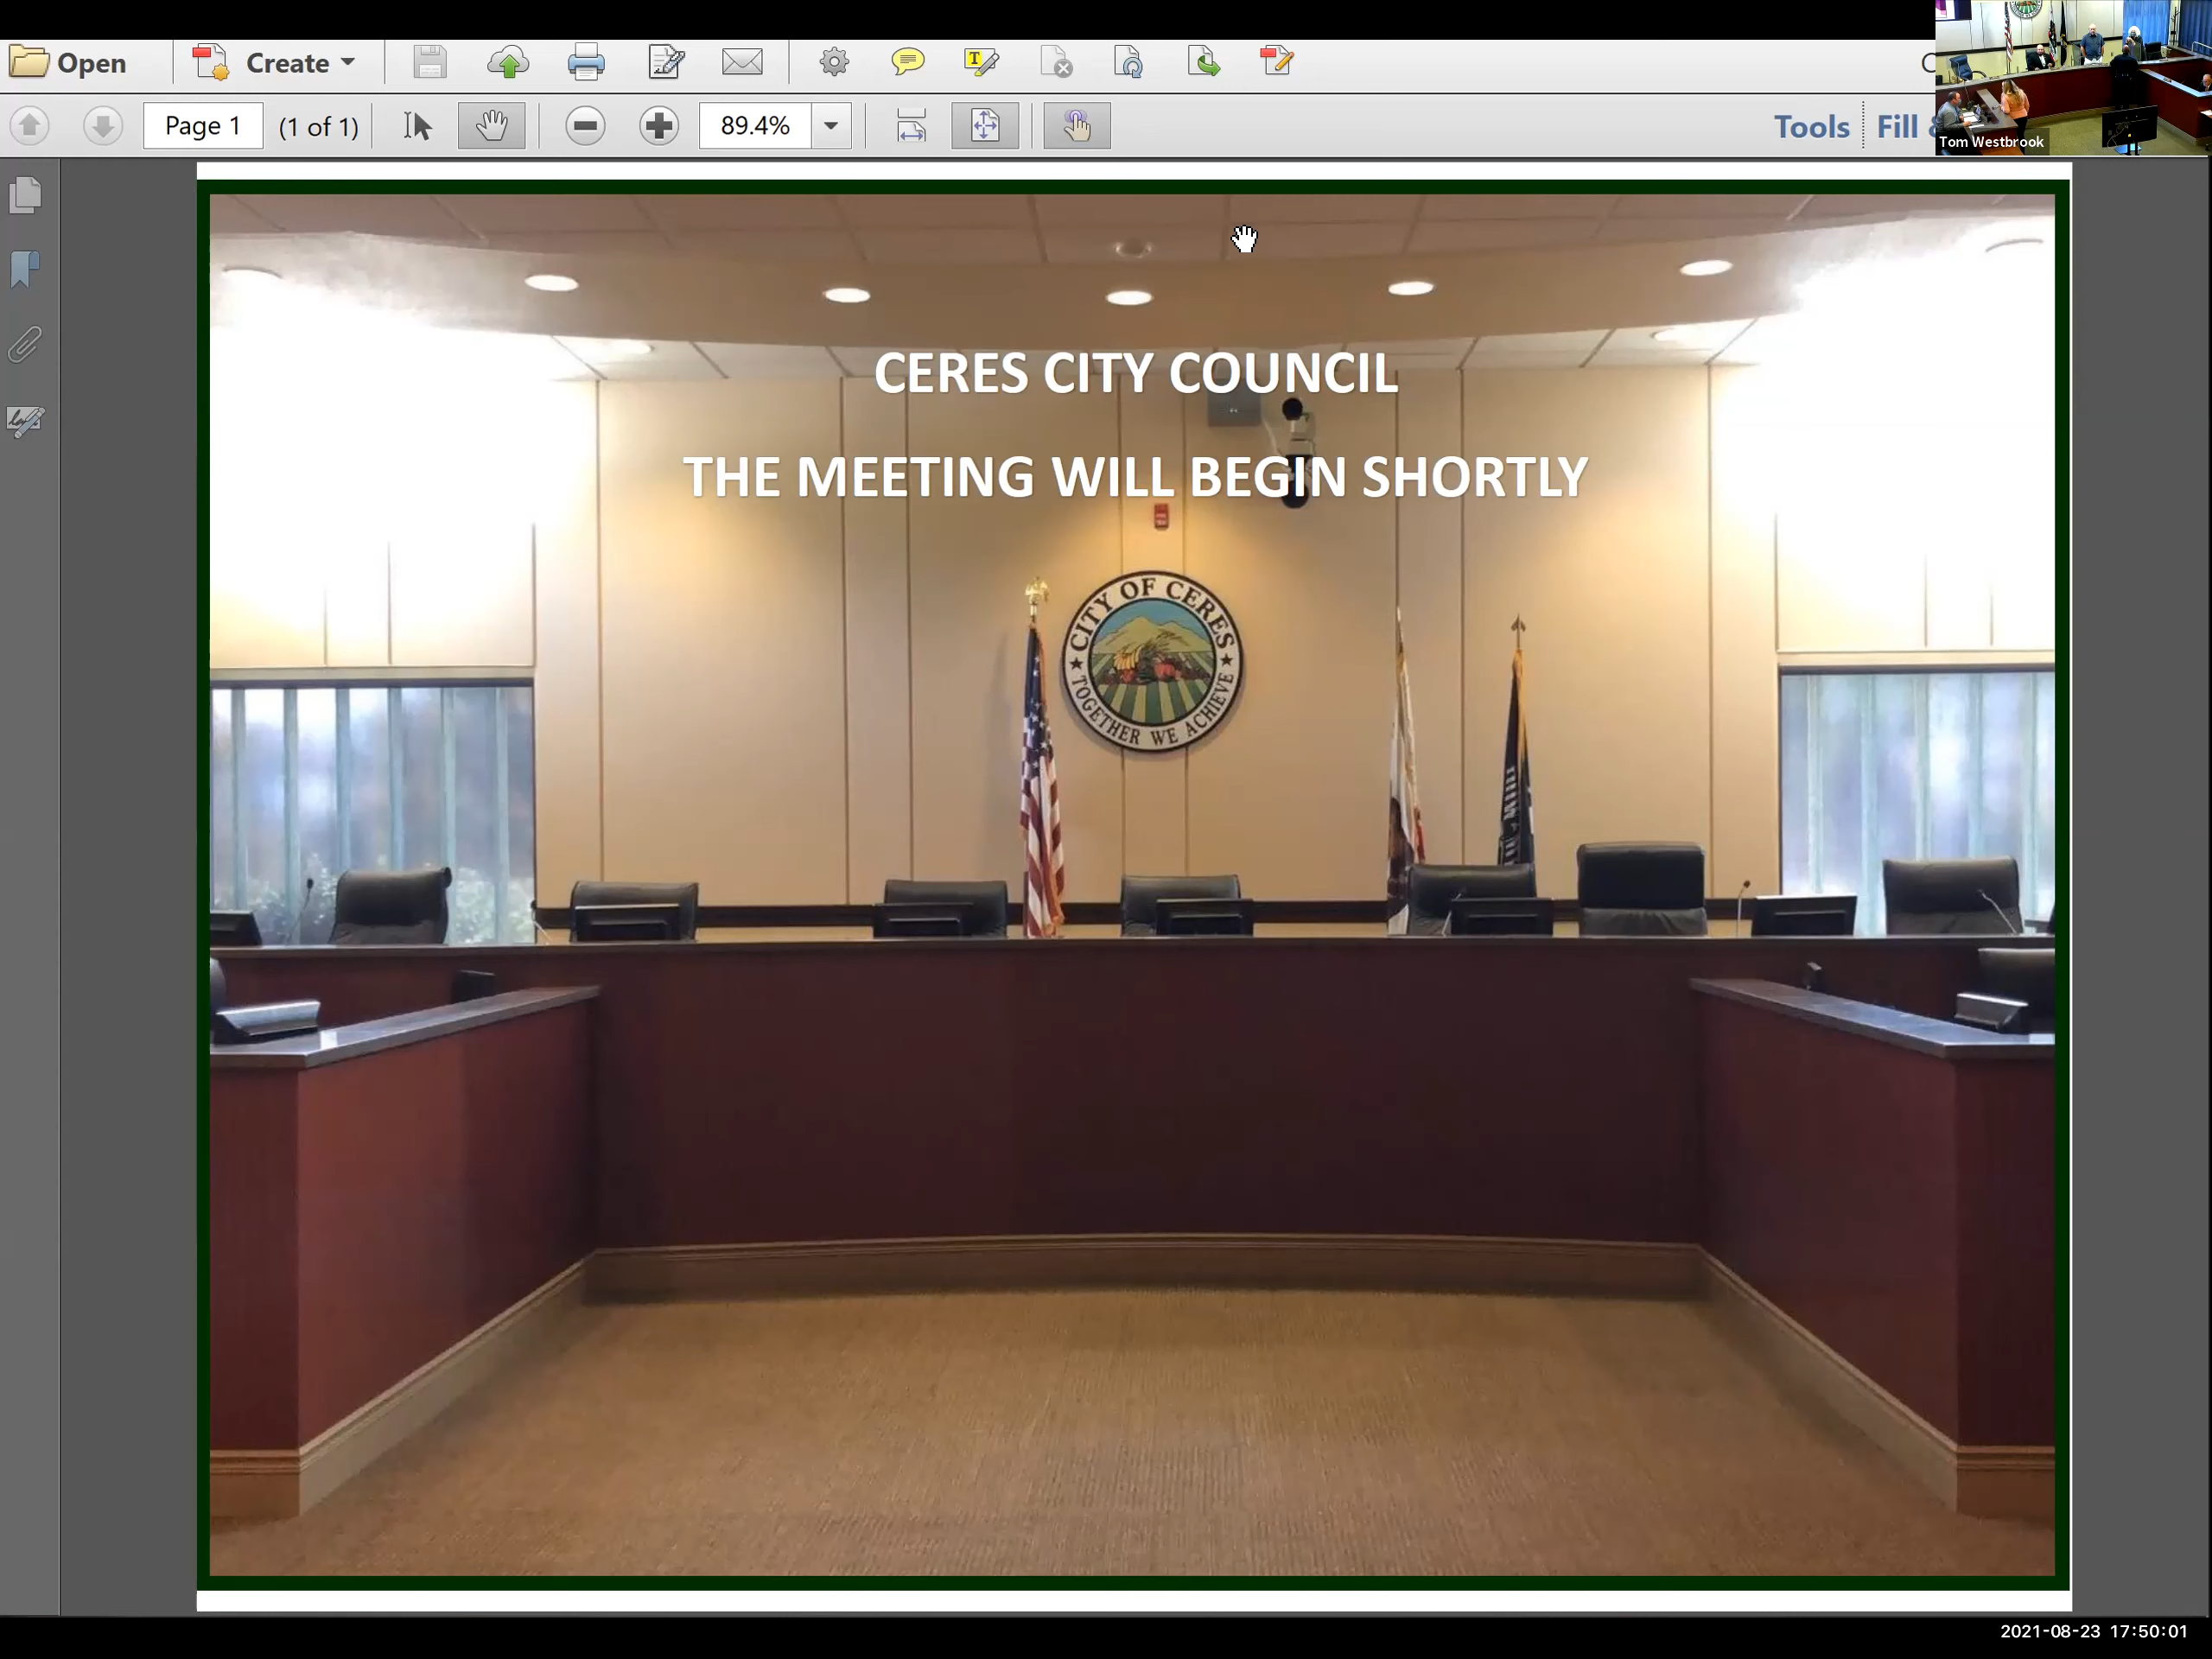 Open
Create
Page 1
(1 of 1)
89.4%
Tools
Fill &
Tom Westbrook
CERES CITY COUNCIL
THE MEETING WILL BEGIN SHORTLY
CITY OF CERES
TOGETHER WE ACHIEVE
2021-08-23 17:50:01